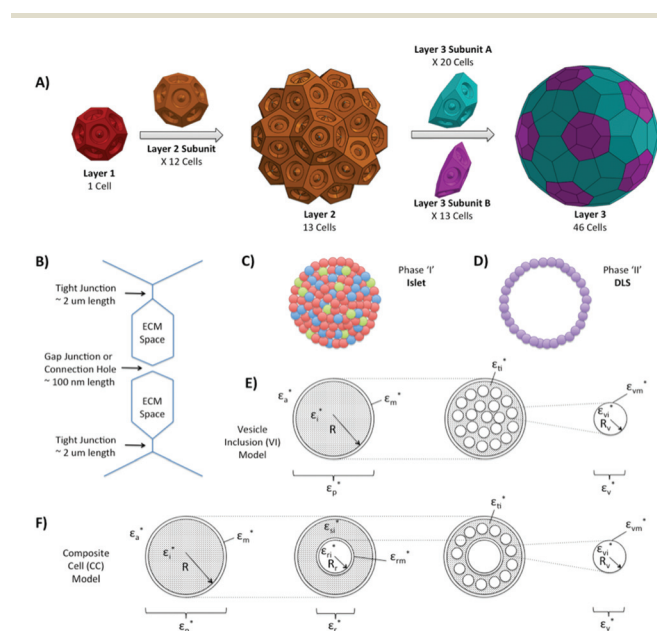 A)
Layer 1
1 Cell
Layer 2 Subunit
X 12 Cells
Layer 2
13 Cells
Layer 3 Subunit A
X 20 Cells
Layer 3 Subunit B
X 13 Cells
Layer 3
46 Cells
B)
Tight Junction
~ 2 um length
ECM
Space
Gap Junction or
Connection Hole
~ 100 nm length
ECM
Space
Tight Junction
~ 2 um length
C)
Phase 'I'
Islet
D)
Phase 'II'
DLS
E)
Vesicle
Inclusion (VI)
Model
εa*
εi*
R
εm*
εp*
εti*
εvm*
εvi*
Rv
εv*
F)
Composite
Cell (CC)
Model
εa*
εi*
R
εm*
εp*
εsi*
εri*
Rr
εrm*
εr*
εti*
εvm*
εvi*
Rv
εv*